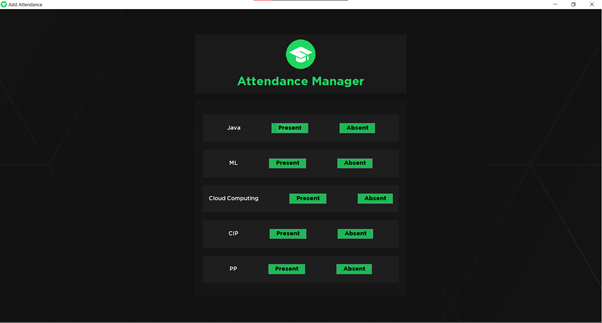 Add Attendance
Attendance Manager
Java Present Absent
ML Present Absent
Cloud Computing Present Absent
CIP Present Absent
PP Present Absent